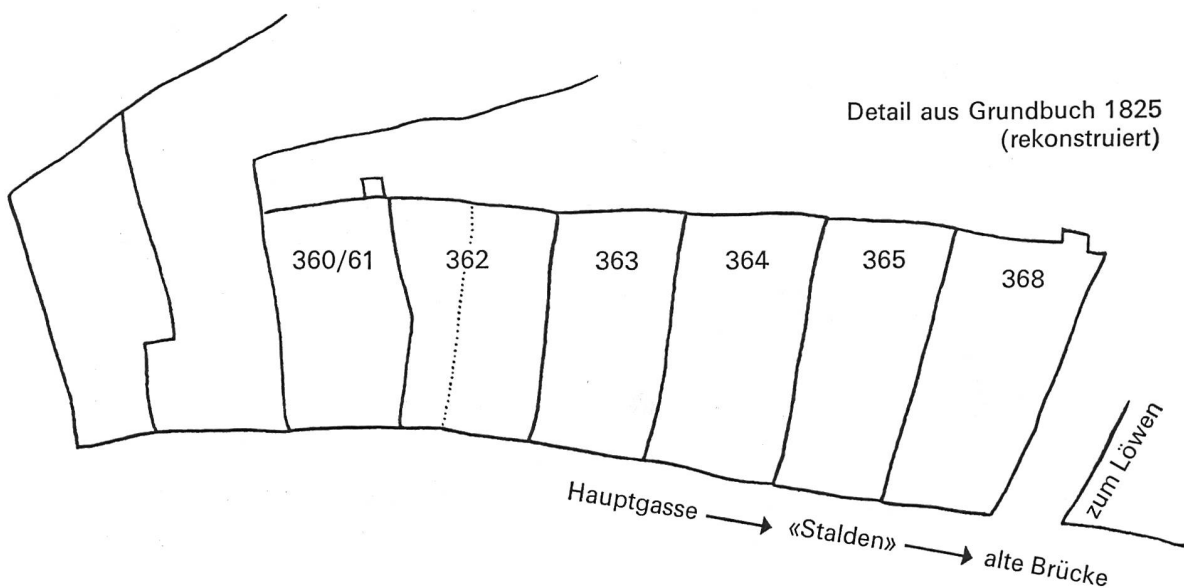 Detail aus Grundbuch 1825
(rekonstruiert)
360/61
362
363
364
365
368
zum Löwen
Hauptgasse → «Stalden» → alte Brücke